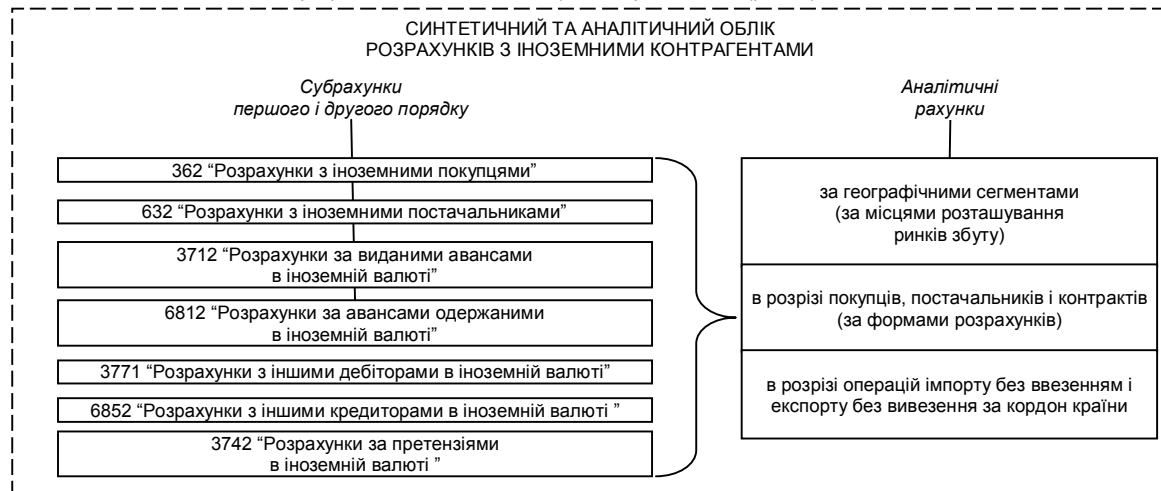 СИНТЕТИЧНИЙ ТА АНАЛІТИЧНИЙ ОБЛІК
РОЗРАХУНКІВ З ІНОЗЕМНИМИ КОНТРАГЕНТАМИ
Субрахунки
першого і другого порядку
362 “Розрахунки з іноземними покупцями”
632 “Розрахунки з іноземними постачальниками”
3712 “Розрахунки за виданими авансами
в іноземній валюті”
6812 “Розрахунки за авансами одержаними
в іноземній валюті”
3771 “Розрахунки з іншими дебіторами в іноземній валюті”
6852 “Розрахунки з іншими кредиторами в іноземній валюті ”
3742 “Розрахунки за претензіями
в іноземній валюті ”
Аналітичні
рахунки
за географічними сегментами
(за місцями розташування
ринків збуту)
в розрізі покупців, постачальників і контрактів
(за формами розрахунків)
в розрізі операцій імпорту без ввезенням і
експорту без вивезення за кордон країни